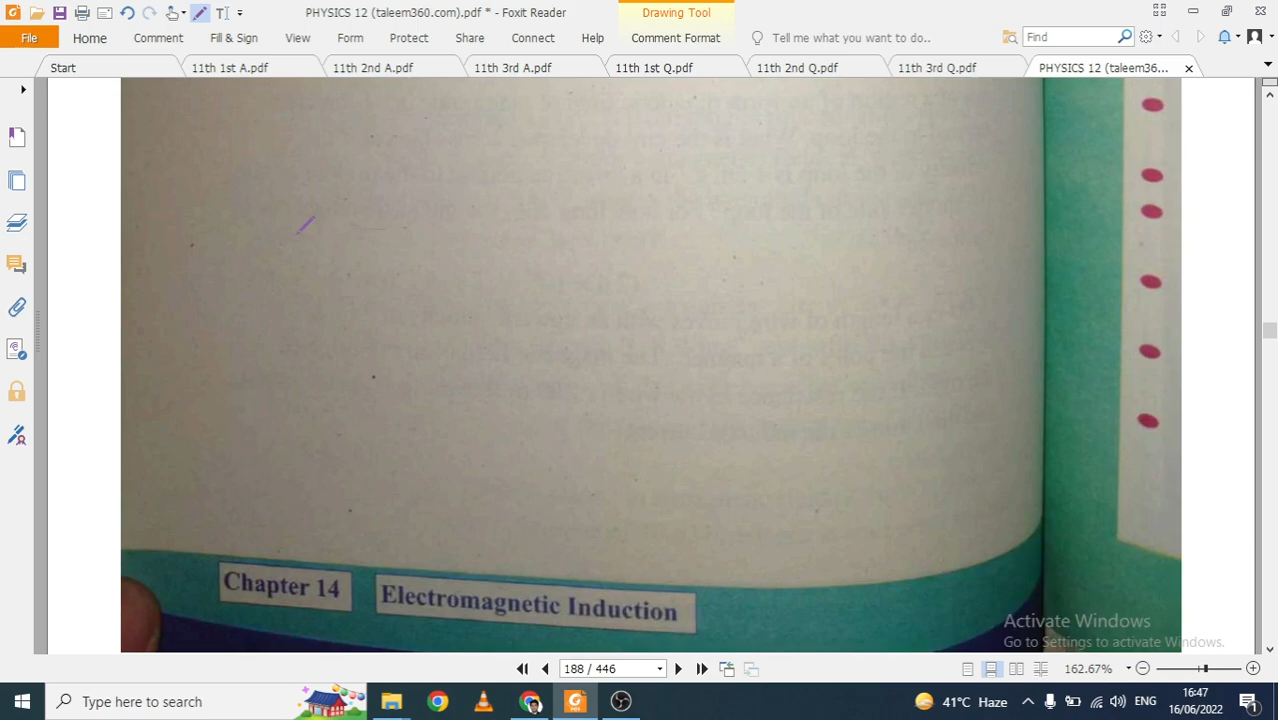 PHYSICS 12 (taleem360.com).pdf * - Foxit Reader
Drawing Tool
File
Home
Comment
Fill & Sign
View
Form
Protect
Share
Connect
Help
Comment Format
Tell me what you want to do..
Find
Start
11th 1st A.pdf
11th 2nd A.pdf
11th 3rd A.pdf
11th 1st Q.pdf
11th 2nd Q.pdf
11th 3rd Q.pdf
PHYSICS 12 (taleem36...
Chapter 14
Electromagnetic Induction
Activate Windows
Go to Settings to activate Windows.
188 / 446
162.67%
Type here to search
41°C Haze
ENG
16:47
16/06/2022